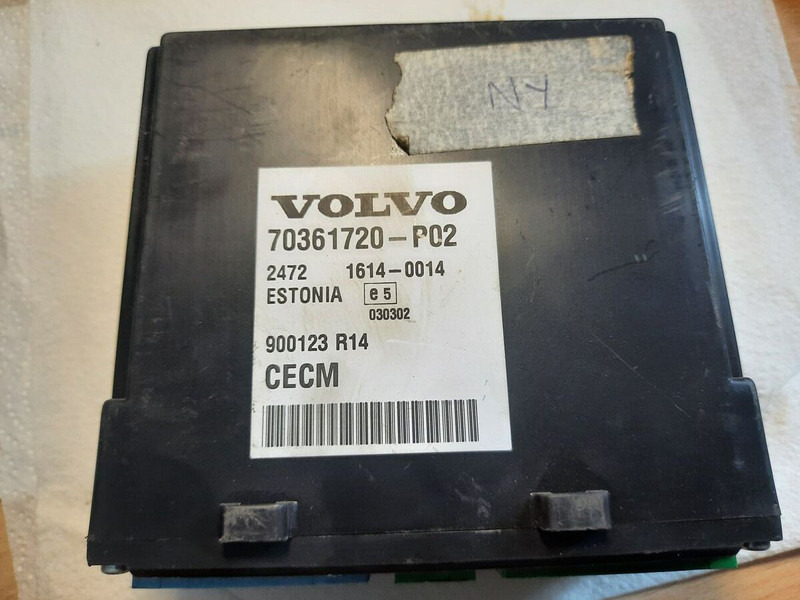 NY
VOLVO
70361720-P02
2472 1614-0014
ESTONIA e5
030302
900123 R14
CECM